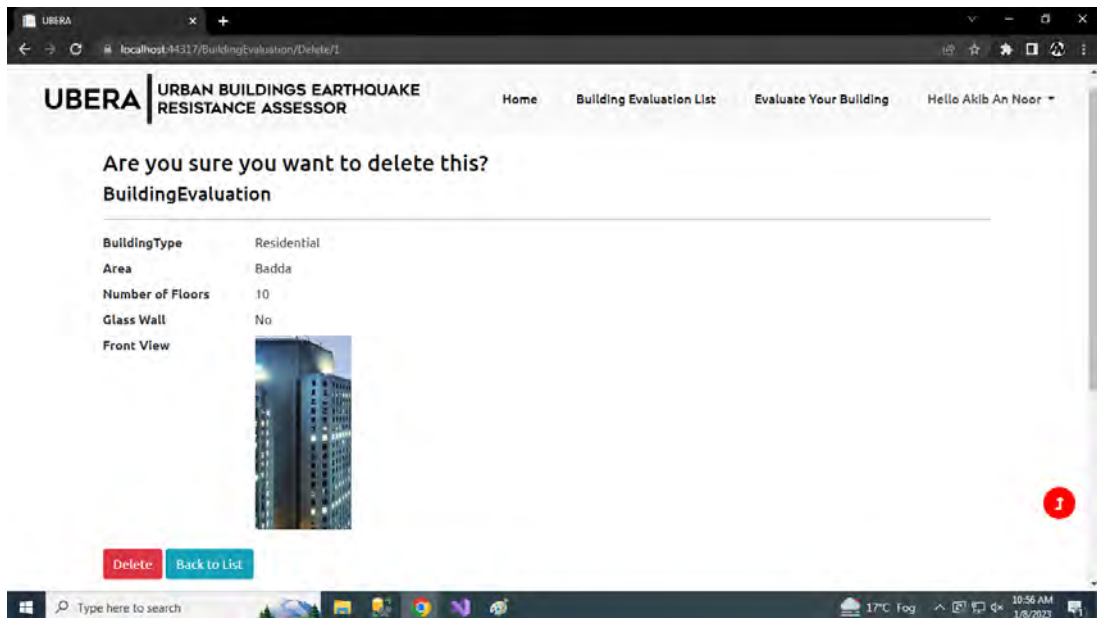 UBERA
localhost:44317/BuildingEvaluation/Delete/1
UBERA
URBAN BUILDINGS EARTHQUAKE
RESISTANCE ASSESSOR
Home
Building Evaluation List
Evaluate Your Building
Hello Akib An Noor
Are you sure you want to delete this?
BuildingEvaluation
BuildingType Residential
Area Badda
Number of Floors 10
Glass Wall No
Front View
Delete
Back to List
Type here to search
17°C Fog
10:56 AM
1/8/2023